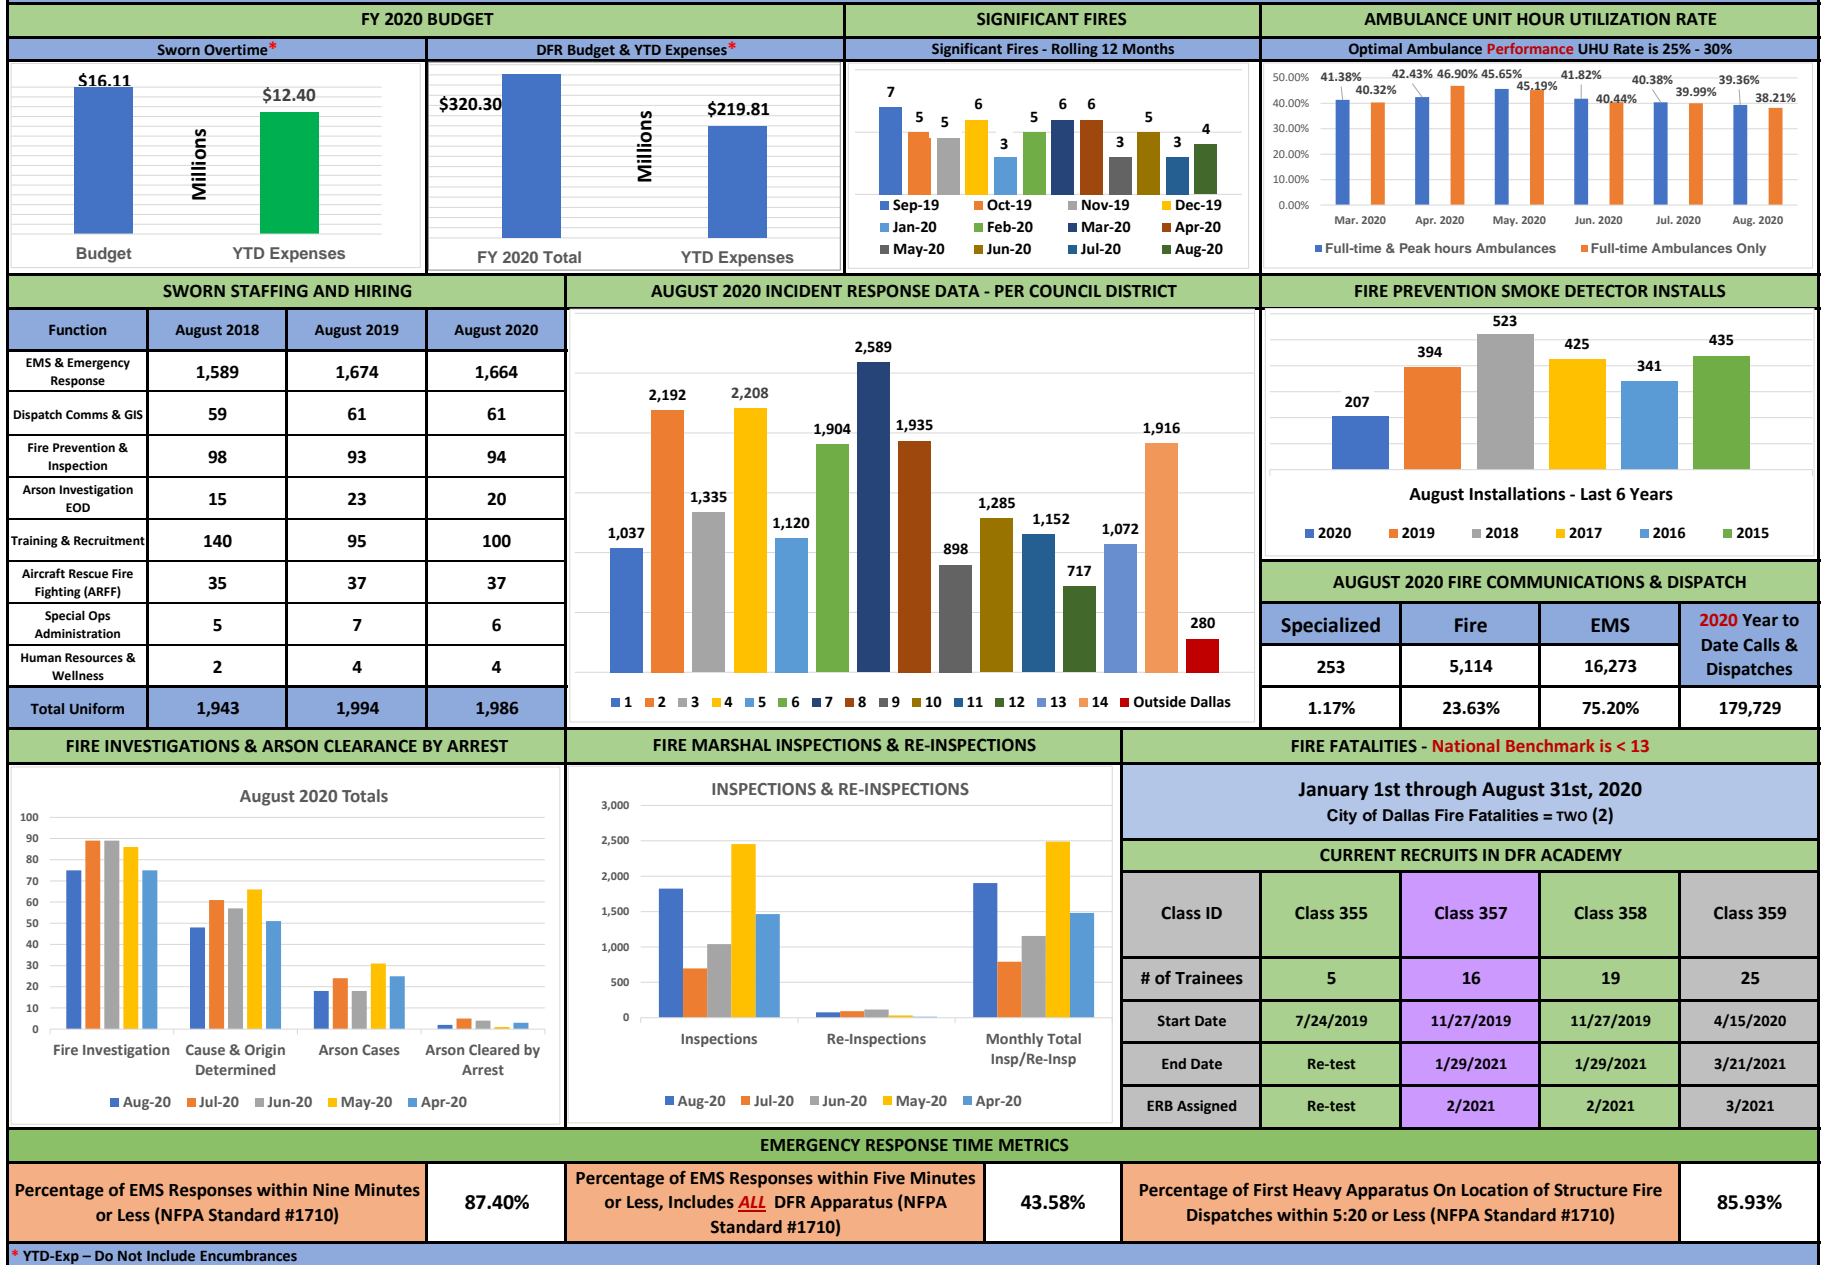 FY 2020 BUDGET
Sworn Overtime*
$16.11
$12.40
Millions
Budget
YTD Expenses
DFR Budget & YTD Expenses*
$320.30
$219.81
Millions
FY 2020 Total
YTD Expenses
SIGNIFICANT FIRES
Significant Fires - Rolling 12 Months
7 5 5 6 3 5 6 6 3 5 3 4
Sep-19 Oct-19 Nov-19 Dec-19
Jan-20 Feb-20 Mar-20 Apr-20
May-20 Jun-20 Jul-20 Aug-20
AMBULANCE UNIT HOUR UTILIZATION RATE
Optimal Ambulance Performance UHU Rate is 25% - 30%
50.00%
40.00%
30.00%
20.00%
10.00%
0.00%
41.38% 40.32% 42.43% 46.90% 45.65% 45.19% 41.82% 40.44% 40.38% 39.99% 39.36% 38.21%
Mar. 2020 Apr. 2020 May. 2020 Jun. 2020 Jul. 2020 Aug. 2020
Full-time & Peak hours Ambulances Full-time Ambulances Only
SWORN STAFFING AND HIRING
Function August 2018 August 2019 August 2020
EMS & Emergency
Response
1,589 1,674 1,664
Dispatch Comms & GIS 59 61 61
Fire Prevention &
Inspection
98 93 94
Arson Investigation
EOD
15 23 20
Training & Recruitment 140 95 100
Aircraft Rescue Fire
Fighting (ARFF)
35 37 37
Special Ops
Administration
5 7 6
Human Resources &
Wellness
2 4 4
Total Uniform 1,943 1,994 1,986
AUGUST 2020 INCIDENT RESPONSE DATA - PER COUNCIL DISTRICT
1,037 2,192 1,335 2,208 1,120 1,904 2,589 1,935 898 1,285 1,152 717 1,072 1,916 280
1 2 3 4 5 6 7 8 9 10 11 12 13 14 Outside Dallas
FIRE PREVENTION SMOKE DETECTOR INSTALLS
207 394 523 425 341 435
August Installations - Last 6 Years
2020 2019 2018 2017 2016 2015
AUGUST 2020 FIRE COMMUNICATIONS & DISPATCH
Specialized Fire EMS
2020 Year to
Date Calls &
Dispatches
253 5,114 16,273
1.17% 23.63% 75.20% 179,729
FIRE INVESTIGATIONS & ARSON CLEARANCE BY ARREST
August 2020 Totals
100
90
80
70
60
50
40
30
20
10
0
Fire Investigation
Cause & Origin
Determined
Arson Cases
Arson Cleared by
Arrest
Aug-20 Jul-20 Jun-20 May-20 Apr-20
FIRE MARSHAL INSPECTIONS & RE-INSPECTIONS
INSPECTIONS & RE-INSPECTIONS
3,000
2,500
2,000
1,500
1,000
500
0
Inspections
Re-Inspections
Monthly Total
Insp/Re-Insp
Aug-20 Jul-20 Jun-20 May-20 Apr-20
FIRE FATALITIES - National Benchmark is < 13
January 1st through August 31st, 2020
City of Dallas Fire Fatalities = TWO (2)
CURRENT RECRUITS IN DFR ACADEMY
Class ID Class 355 Class 357 Class 358 Class 359
# of Trainees 5 16 19 25
Start Date 7/24/2019 11/27/2019 11/27/2019 4/15/2020
End Date Re-test 1/29/2021 1/29/2021 3/21/2021
ERB Assigned Re-test 2/2021 2/2021 3/2021
EMERGENCY RESPONSE TIME METRICS
Percentage of EMS Responses within Nine Minutes
or Less (NFPA Standard #1710)
87.40%
Percentage of EMS Responses within Five Minutes
or Less, Includes ALL DFR Apparatus (NFPA
Standard #1710)
43.58%
Percentage of First Heavy Apparatus On Location of Structure Fire
Dispatches within 5:20 or Less (NFPA Standard #1710)
85.93%
* YTD-Exp – Do Not Include Encumbrances